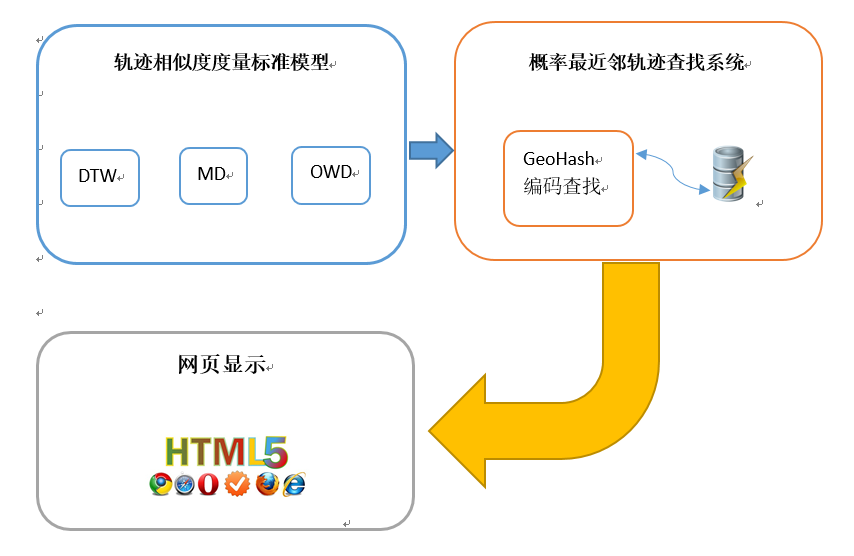 轨迹相似度度量标准模型
DTW
MD
OWD
概率最近邻轨迹查找系统
GeoHash
编码查找
网页显示
HTML5